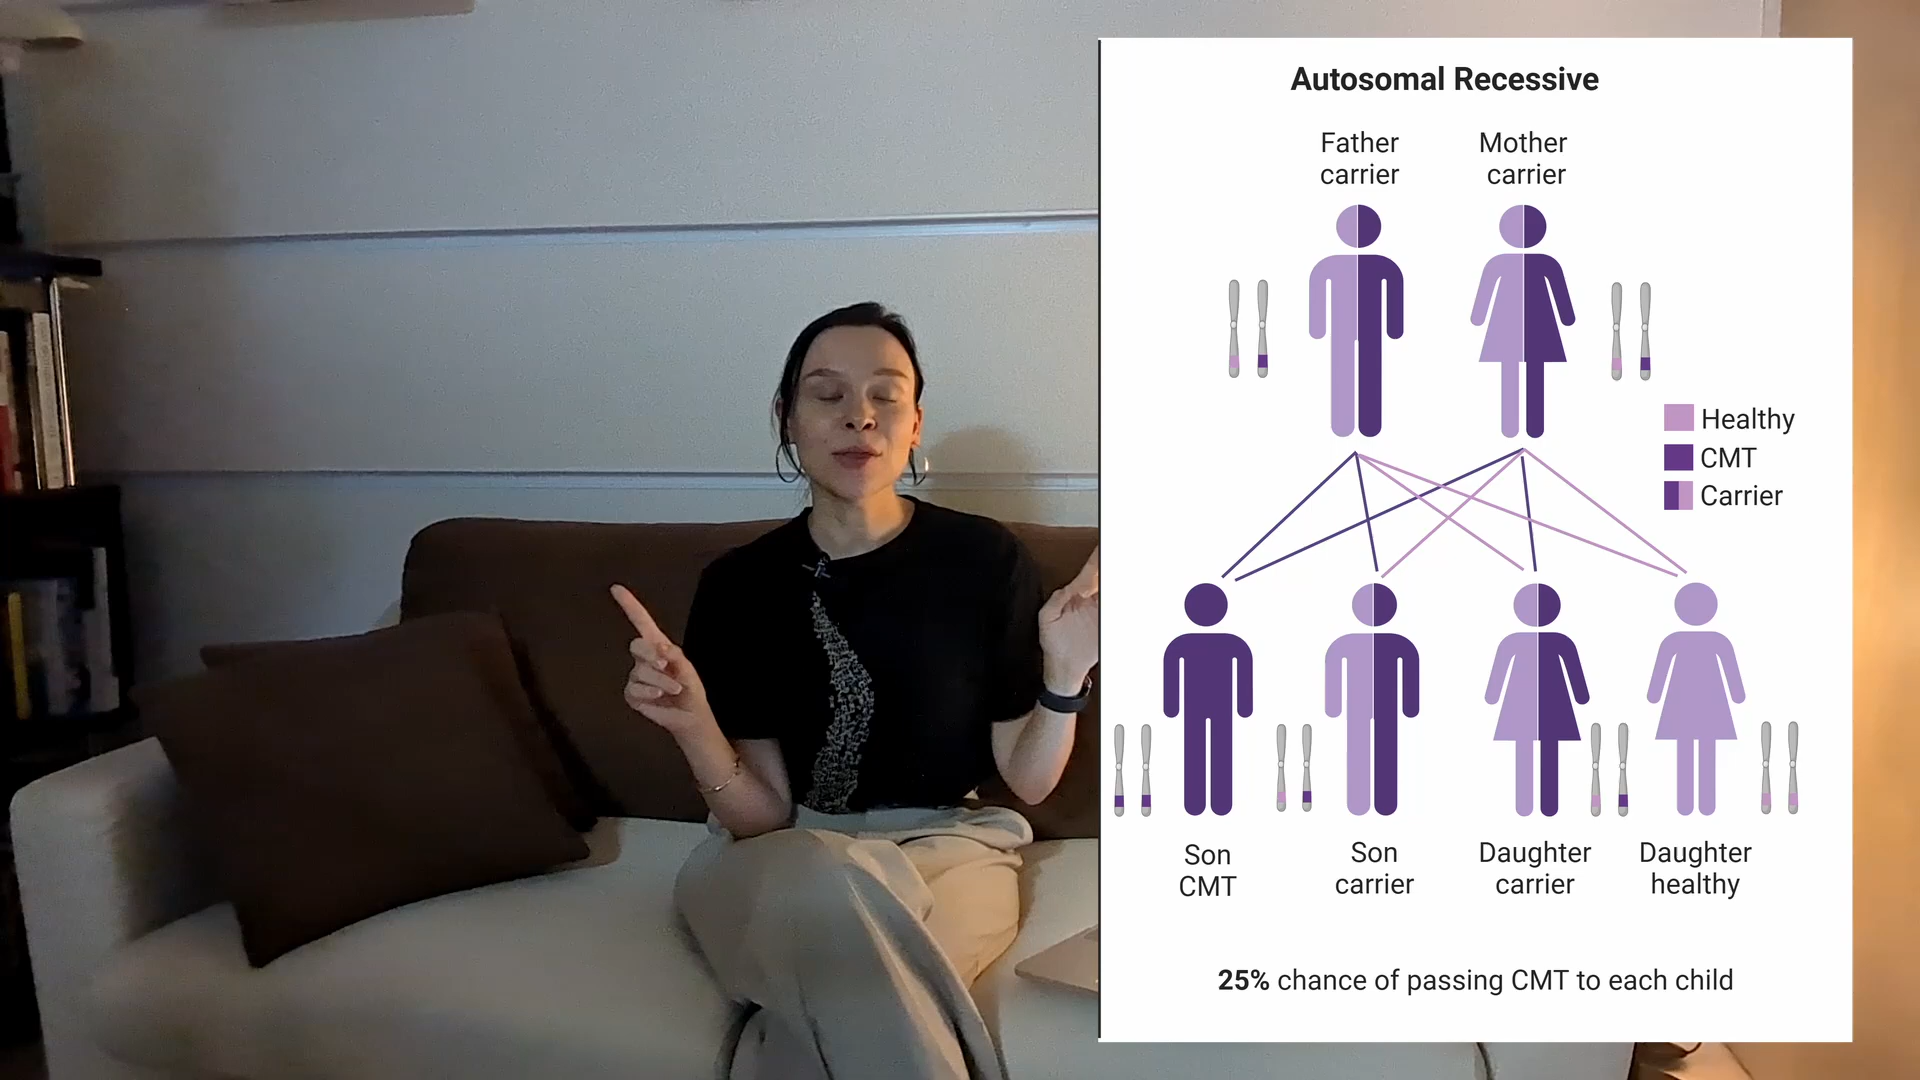 Autosomal Recessive
Father
carrier
Mother
carrier
Healthy
CMT
Carrier
Son
CMT
Son
carrier
Daughter
carrier
Daughter
healthy
25% chance of passing CMT to each child